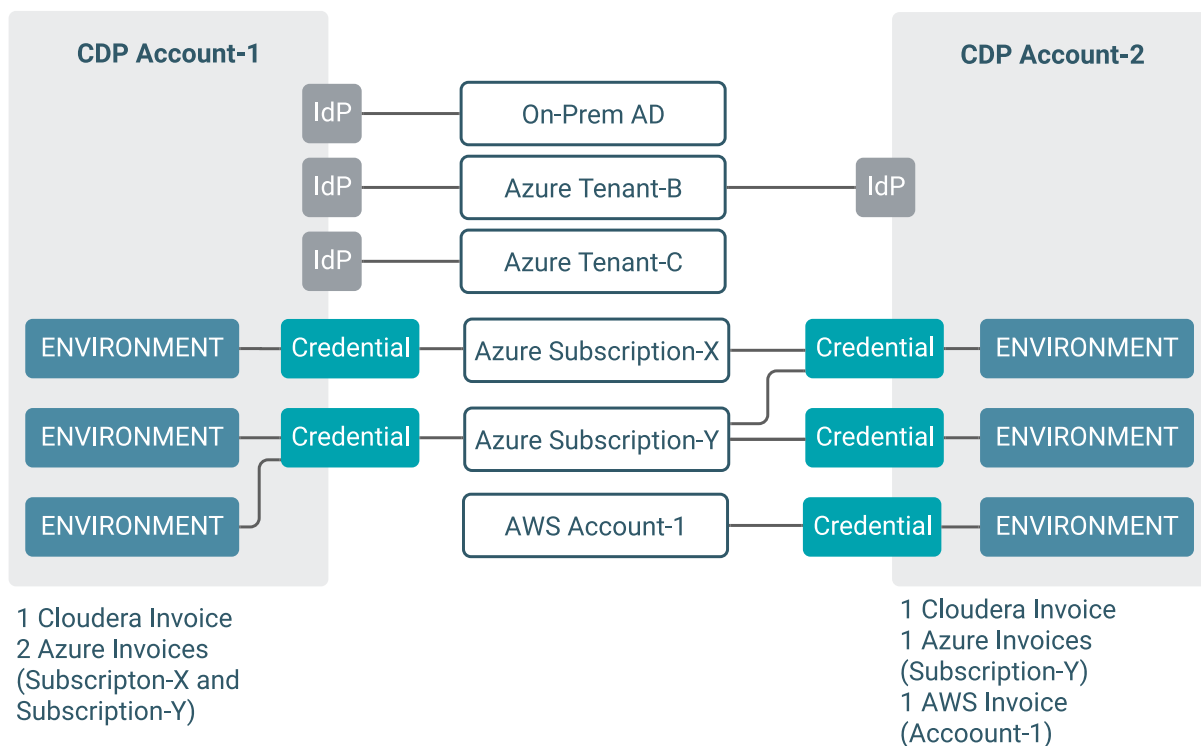 CDP Account-1
CDP Account-2
IdP
On-Prem AD
IdP
Azure Tenant-B
IdP
IdP
Azure Tenant-C
ENVIRONMENT
Credential
Azure Subscription-X
Credential
ENVIRONMENT
ENVIRONMENT
Credential
Azure Subscription-Y
Credential
ENVIRONMENT
ENVIRONMENT
AWS Account-1
Credential
ENVIRONMENT
1 Cloudera Invoice
2 Azure Invoices
(Subscripton-X and
Subscription-Y)
1 Cloudera Invoice
1 Azure Invoices
(Subscription-Y)
1 AWS Invoice
(Accoount-1)